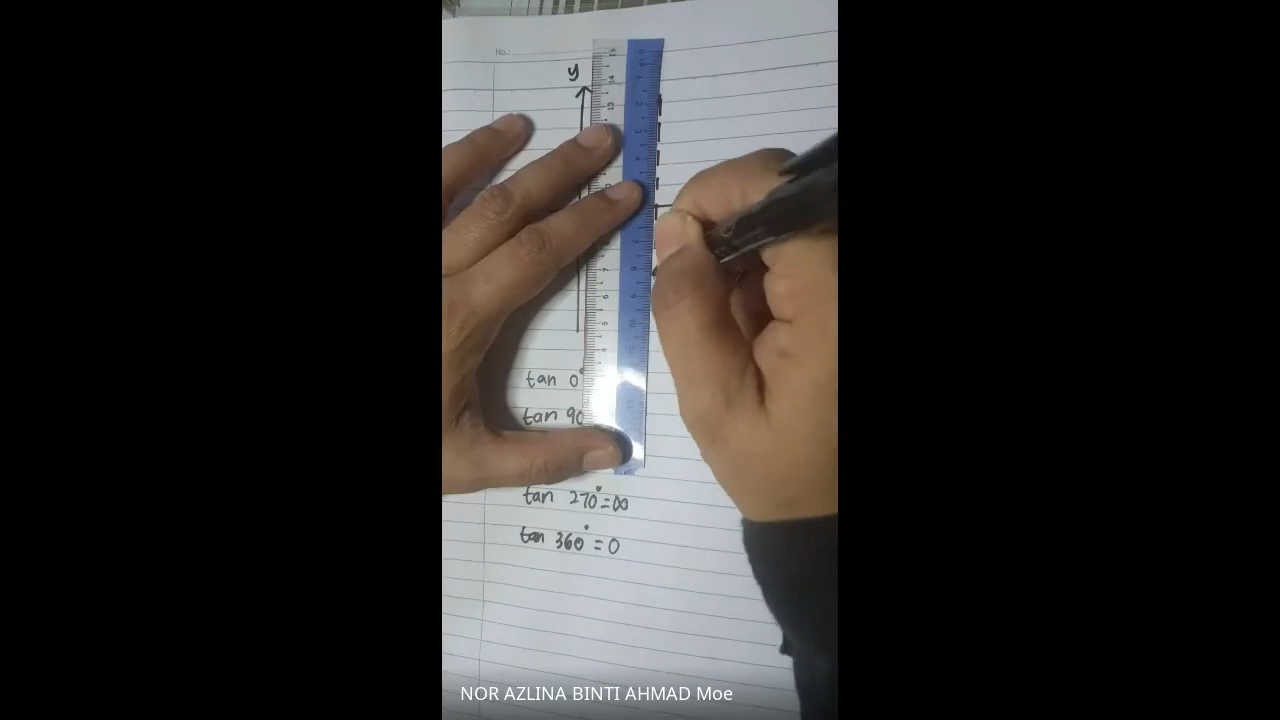 No.:
y
tan 0°
tan 90
tan 270° = ∞
tan 360° = 0
NOR AZLINA BINTI AHMAD Moe